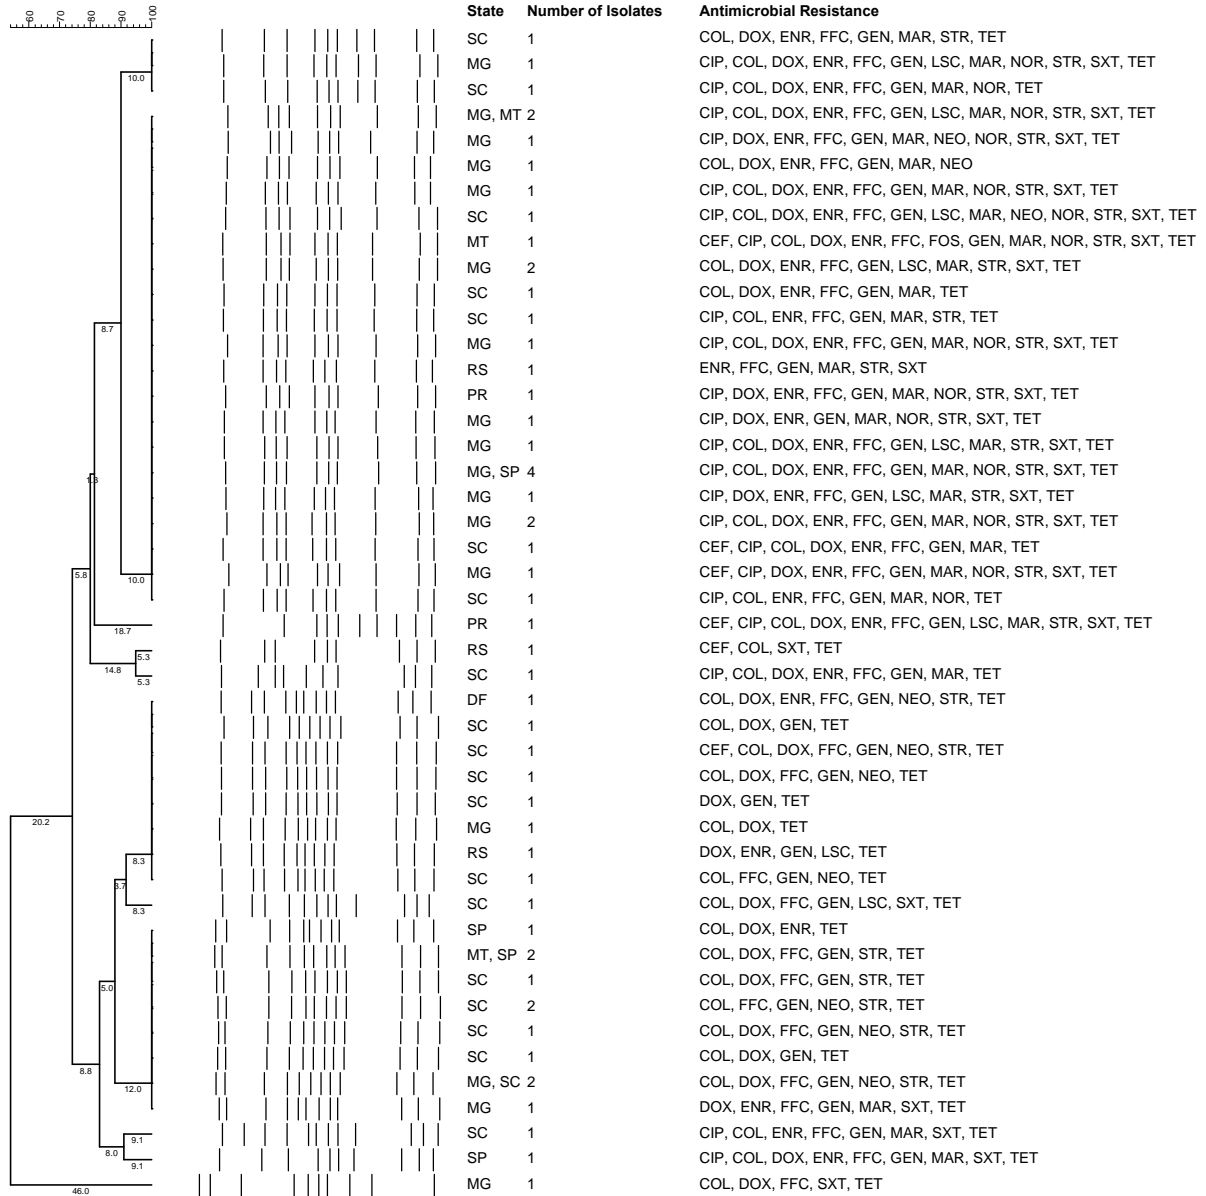 60 70 80 90 100
State Number of Isolates Antimicrobial Resistance
SC 1 COL, DOX, ENR, FFC, GEN, MAR, STR, TET
MG 1 CIP, COL, DOX, ENR, FFC, GEN, LSC, MAR, NOR, STR, SXT, TET
10.0
SC 1 CIP, COL, DOX, ENR, FFC, GEN, MAR, NOR, TET
MG, MT 2 CIP, COL, DOX, ENR, FFC, GEN, LSC, MAR, NOR, STR, SXT, TET
MG 1 CIP, DOX, ENR, FFC, GEN, MAR, NEO, NOR, STR, SXT, TET
MG 1 COL, DOX, ENR, FFC, GEN, MAR, NEO
MG 1 CIP, COL, DOX, ENR, FFC, GEN, MAR, NOR, STR, SXT, TET
SC 1 CIP, COL, DOX, ENR, FFC, GEN, LSC, MAR, NEO, NOR, STR, SXT, TET
MT 1 CEF, CIP, COL, DOX, ENR, FFC, FOS, GEN, MAR, NOR, STR, SXT, TET
MG 2 COL, DOX, ENR, FFC, GEN, LSC, MAR, STR, SXT, TET
SC 1 COL, DOX, ENR, FFC, GEN, MAR, TET
SC 1 CIP, COL, ENR, FFC, GEN, MAR, STR, TET
8.7
MG 1 CIP, COL, DOX, ENR, FFC, GEN, MAR, NOR, STR, SXT, TET
RS 1 ENR, FFC, GEN, MAR, STR, SXT
PR 1 CIP, DOX, ENR, FFC, GEN, MAR, NOR, STR, SXT, TET
MG 1 CIP, DOX, ENR, GEN, MAR, NOR, STR, SXT, TET
MG 1 CIP, COL, DOX, ENR, FFC, GEN, LSC, MAR, STR, SXT, TET
MG, SP 4 CIP, COL, DOX, ENR, FFC, GEN, MAR, NOR, STR, SXT, TET
1.3
MG 1 CIP, DOX, ENR, FFC, GEN, LSC, MAR, STR, SXT, TET
MG 2 CIP, COL, DOX, ENR, FFC, GEN, MAR, NOR, STR, SXT, TET
SC 1 CEF, CIP, COL, DOX, ENR, FFC, GEN, MAR, TET
MG 1 CEF, CIP, DOX, ENR, FFC, GEN, MAR, NOR, STR, SXT, TET
5.8 10.0
SC 1 CIP, COL, ENR, FFC, GEN, MAR, NOR, TET
PR 1 CEF, CIP, COL, DOX, ENR, FFC, GEN, LSC, MAR, STR, SXT, TET
18.7
RS 1 CEF, COL, SXT, TET
5.3
14.8
SC 1 CIP, COL, DOX, ENR, FFC, GEN, MAR, TET
5.3
DF 1 COL, DOX, ENR, FFC, GEN, NEO, STR, TET
SC 1 COL, DOX, GEN, TET
SC 1 CEF, COL, DOX, FFC, GEN, NEO, STR, TET
SC 1 COL, DOX, FFC, GEN, NEO, TET
SC 1 DOX, GEN, TET
20.2
MG 1 COL, DOX, TET
RS 1 DOX, ENR, GEN, LSC, TET
8.3
SC 1 COL, FFC, GEN, NEO, TET
3.7
SC 1 COL, DOX, FFC, GEN, LSC, SXT, TET
8.3
SP 1 COL, DOX, ENR, TET
MT, SP 2 COL, DOX, FFC, GEN, STR, TET
SC 1 COL, DOX, FFC, GEN, STR, TET
5.0
SC 2 COL, FFC, GEN, NEO, STR, TET
SC 1 COL, DOX, FFC, GEN, NEO, STR, TET
SC 1 COL, DOX, GEN, TET
8.8
MG, SC 2 COL, DOX, FFC, GEN, NEO, STR, TET
12.0
MG 1 DOX, ENR, FFC, GEN, MAR, SXT, TET
SC 1 CIP, COL, ENR, FFC, GEN, MAR, SXT, TET
9.1
8.0
SP 1 CIP, COL, DOX, ENR, FFC, GEN, MAR, SXT, TET
9.1
MG 1 COL, DOX, FFC, SXT, TET
46.0